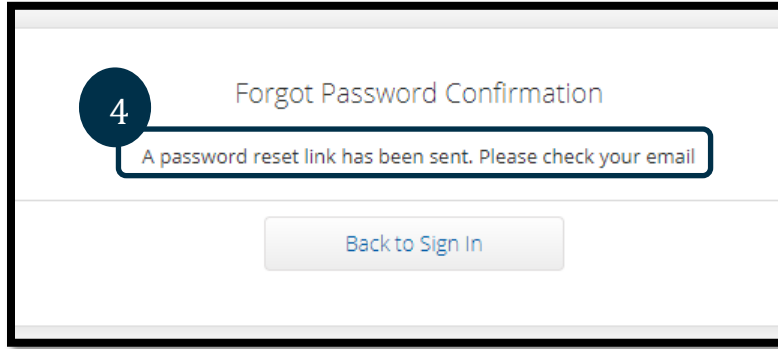 Forgot Password Confirmation
4
A password reset link has been sent. Please check your email
Back to Sign In